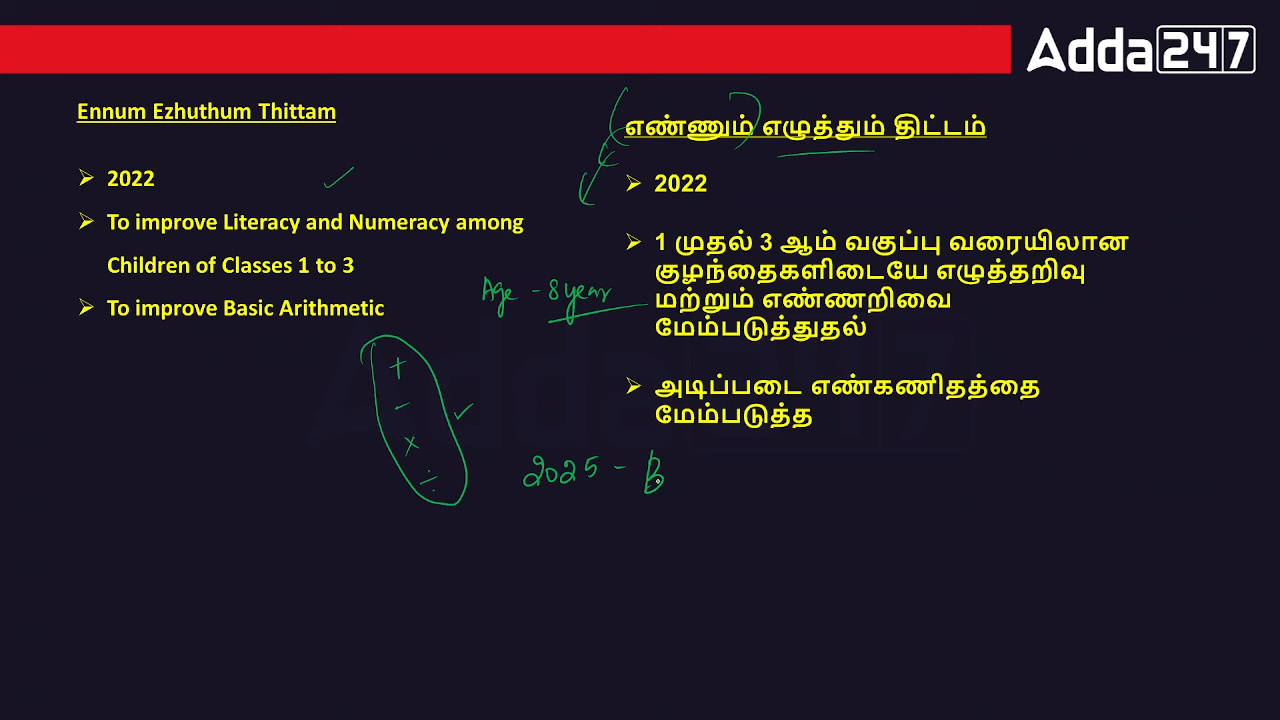 Adda247
Ennum Ezhuthum Thittam
➢ 2022
➢ To improve Literacy and Numeracy among
Children of Classes 1 to 3
➢ To improve Basic Arithmetic
எண்ணும் எழுத்தும் திட்டம்
➢ 2022
➢ 1 முதல் 3 ஆம் வகுப்பு வரையிலான
குழந்தைகளிடையே எழுத்தறிவு
மற்றும் எண்ணறிவை
மேம்படுத்துதல்
➢ அடிப்படை எண்கணிதத்தை
மேம்படுத்த
Age - 8 year
+
-
×
÷
2025 - B
Adda247